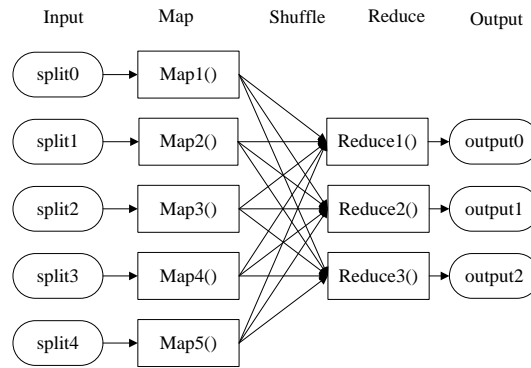 Input Map Shuffle Reduce Output
split0 Map1()
split1 Map2() Reduce1() output0
split2 Map3() Reduce2() output1
split3 Map4() Reduce3() output2
split4 Map5()